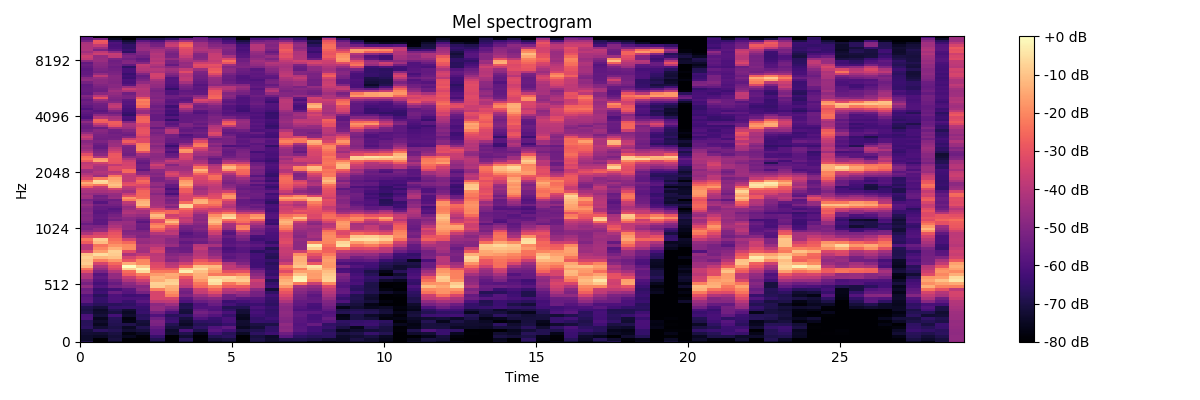 Mel spectrogram
Hz
8192
4096
2048
1024
512
0
0 5 10 15 20 25
Time
+0 dB
-10 dB
-20 dB
-30 dB
-40 dB
-50 dB
-60 dB
-70 dB
-80 dB